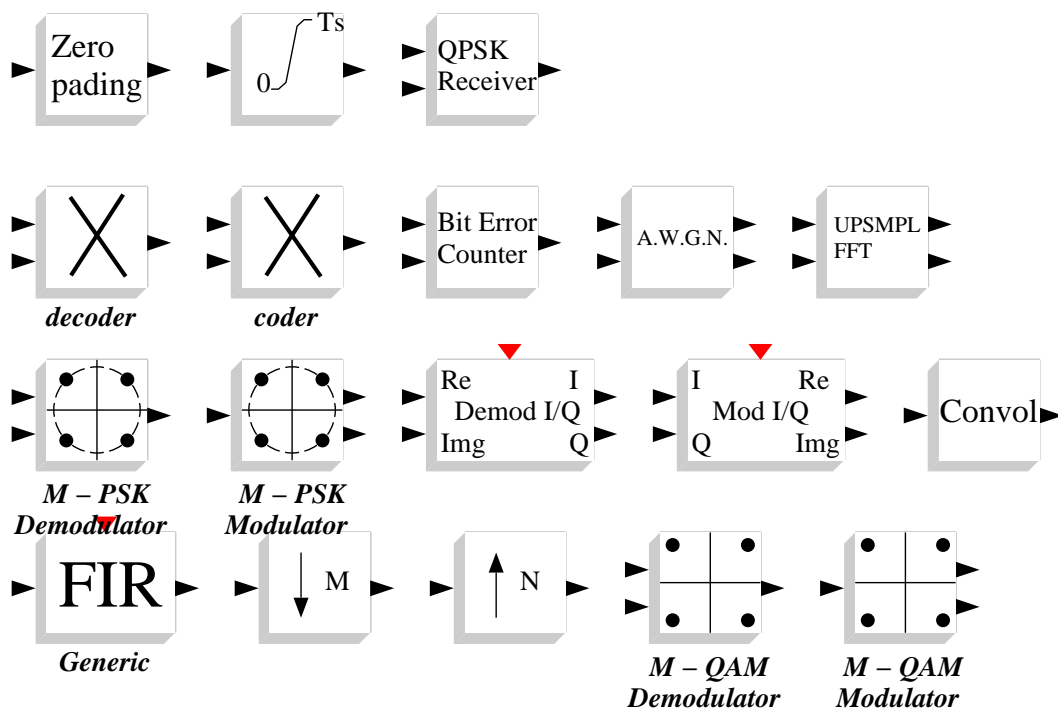 Zero
pading
Ts
0
QPSK
Receiver
decoder
coder
Bit Error
Counter
A.W.G.N.
UPSMPL
FFT
M – PSK
Demodulator
M – PSK
Modulator
Re I
Demod I/Q
Img Q
I Re
Mod I/Q
Q Img
Convol
FIR
Generic
M
N
M – QAM
Demodulator
M – QAM
Modulator